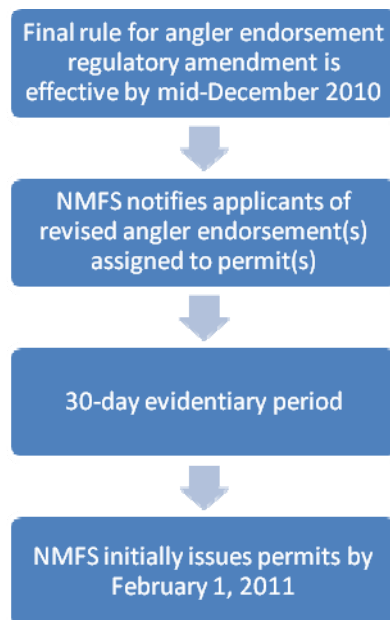 Final rule for angler endorsement
regulatory amendment is
effective by mid-December 2010
NMFS notifies applicants of
revised angler endorsement(s)
assigned to permit(s)
30-day evidentiary period
NMFS initially issues permits by
February 1, 2011